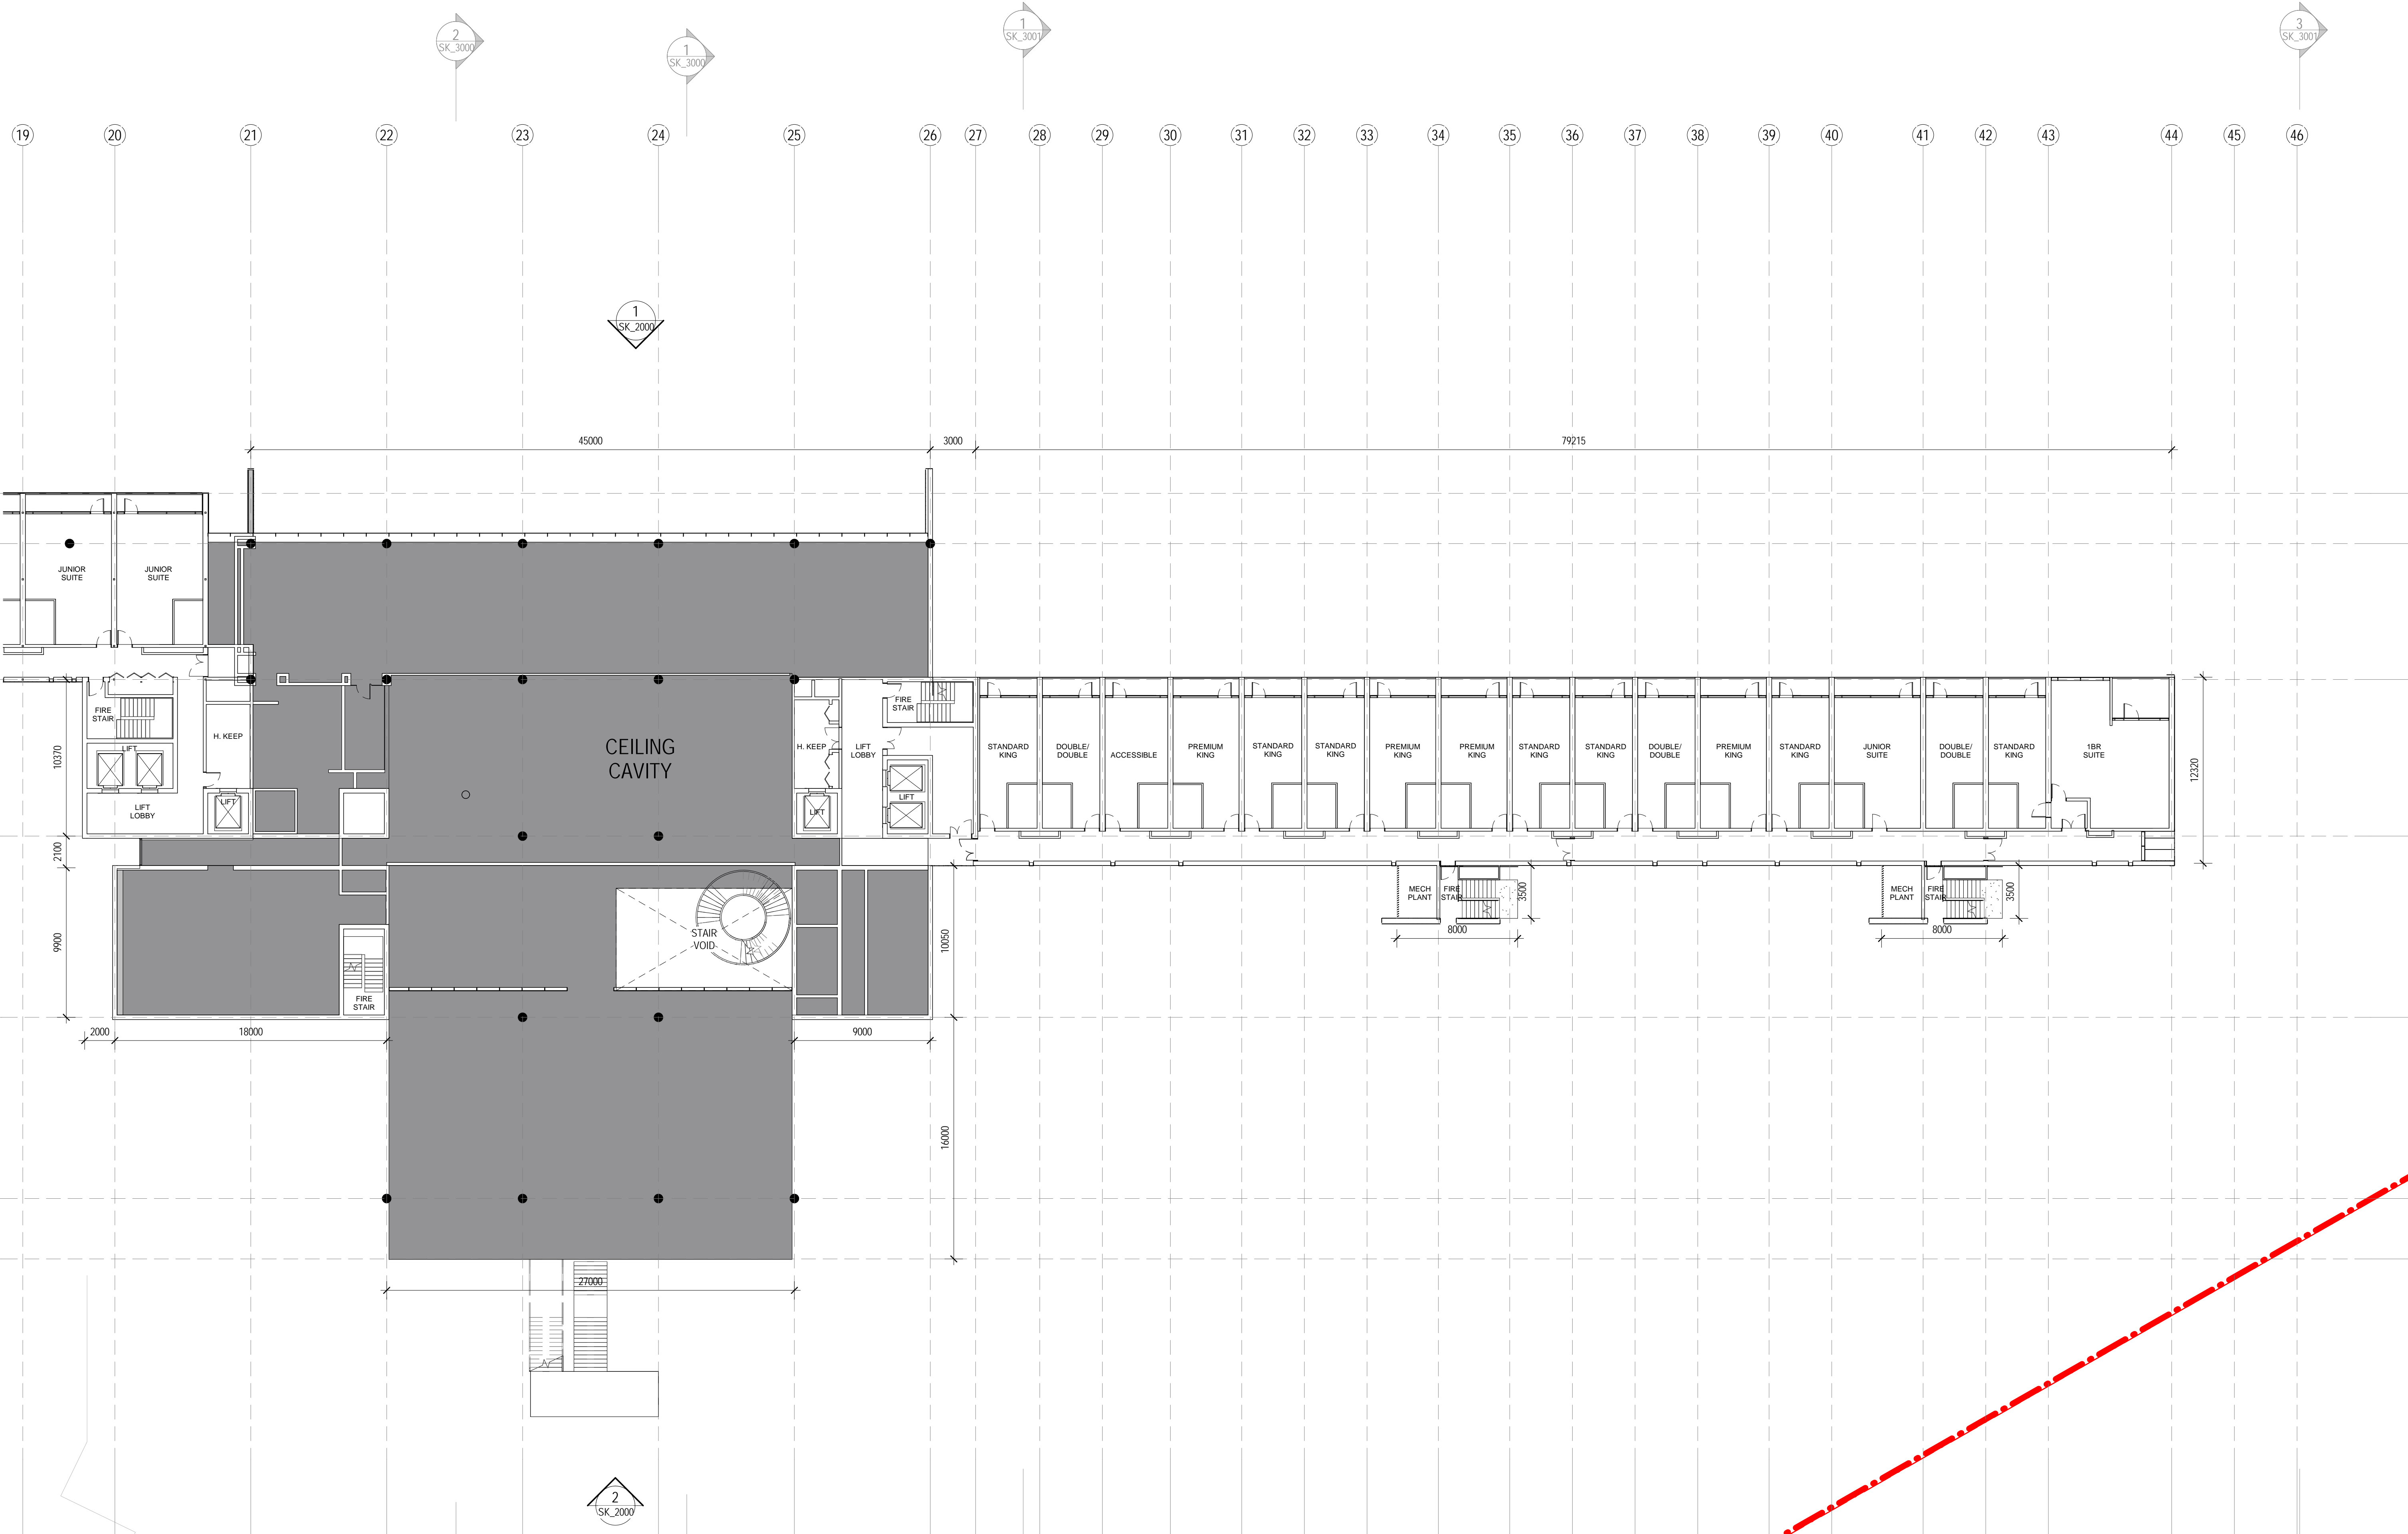 2
SK_3000
1
SK_3000
1
SK_3001
3
SK_3001
19
20
21
22
23
24
25
26
27
28
29
30
31
32
33
34
35
36
37
38
39
40
41
42
43
44
45
46
1
SK_2000
45000
3000
79215
JUNIOR
SUITE
JUNIOR
SUITE
FIRE
STAIR
LIFT
H. KEEP
LIFT
LOBBY
LIFT
10370
2100
9900
CEILING
CAVITY
H. KEEP
LIFT
LOBBY
FIRE
STAIR
LIFT
LIFT
STANDARD
KING
DOUBLE/
DOUBLE
ACCESSIBLE
PREMIUM
KING
STANDARD
KING
STANDARD
KING
PREMIUM
KING
PREMIUM
KING
STANDARD
KING
STANDARD
KING
DOUBLE/
DOUBLE
PREMIUM
KING
STANDARD
KING
JUNIOR
SUITE
DOUBLE/
DOUBLE
STANDARD
KING
1BR
SUITE
12320
MECH
PLANT
FIRE
STAIR
3500
8000
MECH
PLANT
FIRE
STAIR
3500
8000
STAIR
VOID
10050
FIRE
STAIR
2000
18000
9000
16000
27000
2
SK_2000